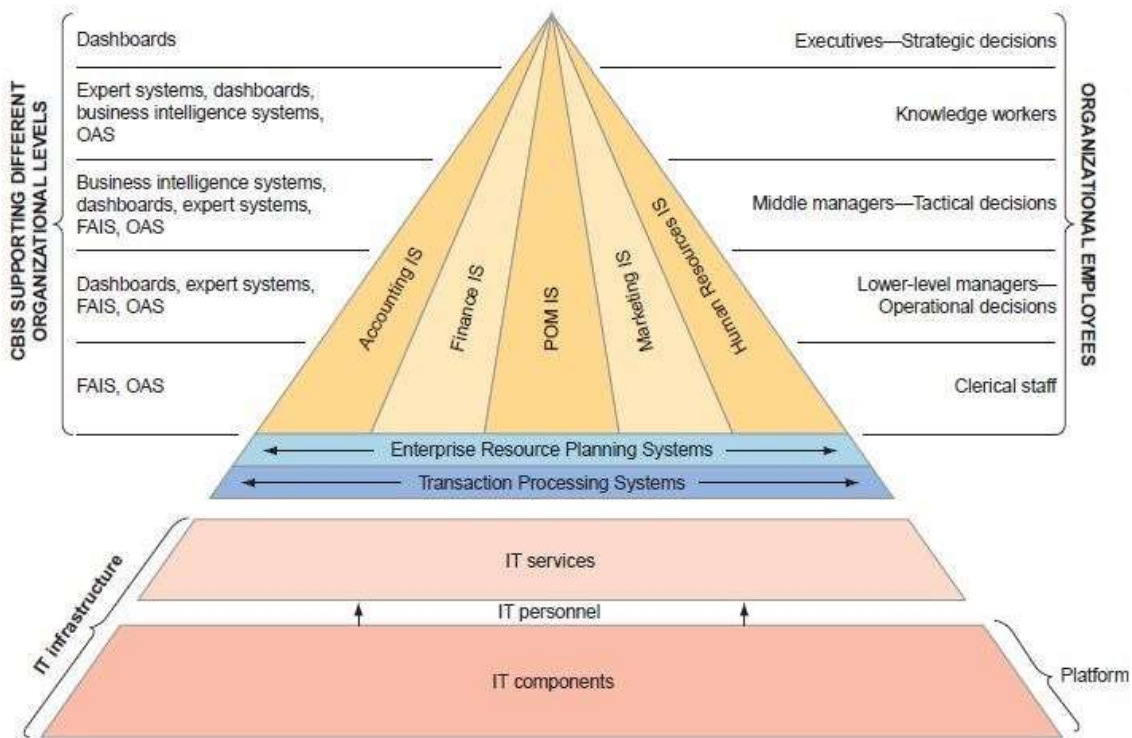 Dashboards
Expert systems, dashboards,
business intelligence systems,
OAS
Business intelligence systems,
dashboards, expert systems,
FAIS, OAS
Dashboards, expert systems,
FAIS, OAS
FAIS, OAS
CBIS SUPPORTING DIFFERENT
ORGANIZATIONAL LEVELS
Accounting IS
Finance IS
POM IS
Marketing IS
Human Resources IS
Executives—Strategic decisions
Knowledge workers
Middle managers—Tactical decisions
Lower-level managers—
Operational decisions
Clerical staff
ORGANIZATIONAL EMPLOYEES
Enterprise Resource Planning Systems
Transaction Processing Systems
IT infrastructure
IT services
IT personnel
IT components
Platform